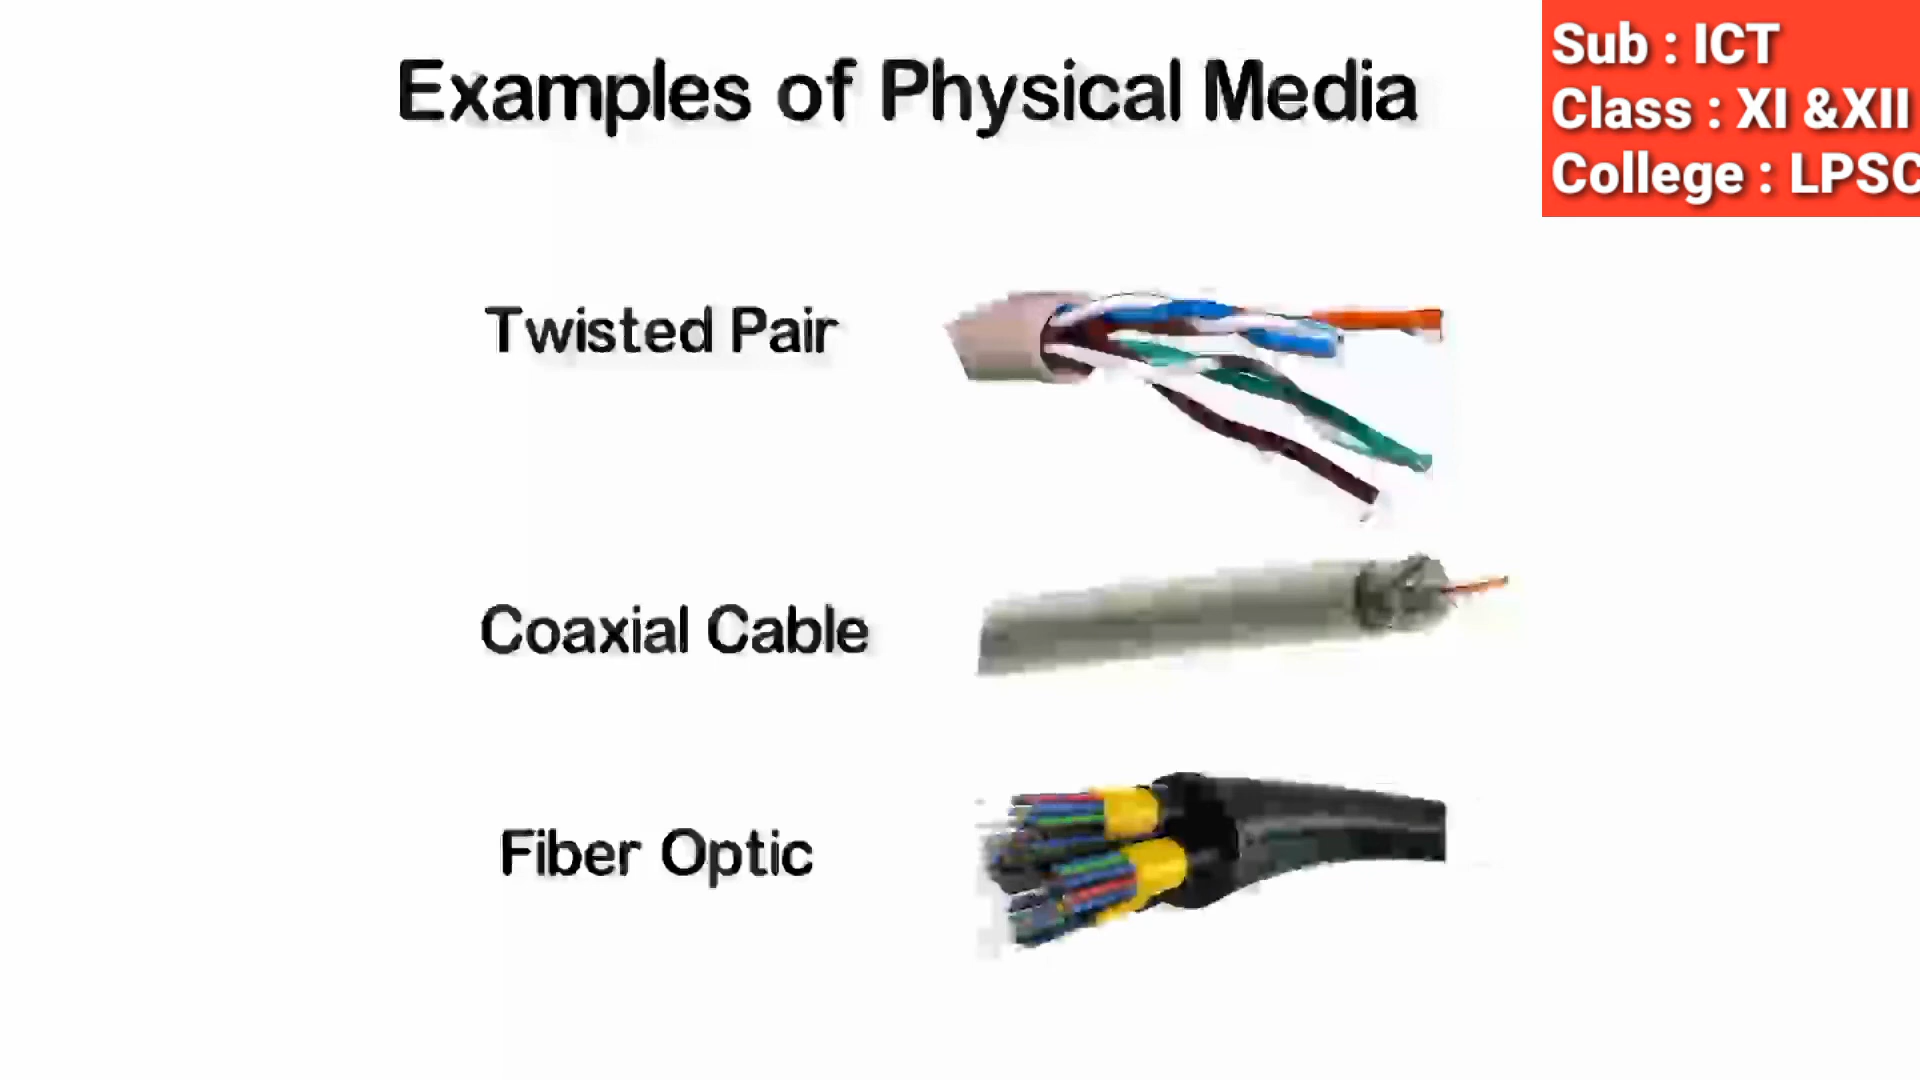 Examples of Physical Media
Sub : ICT
Class : XI &XII
College : LPSC
Twisted Pair
Coaxial Cable
Fiber Optic